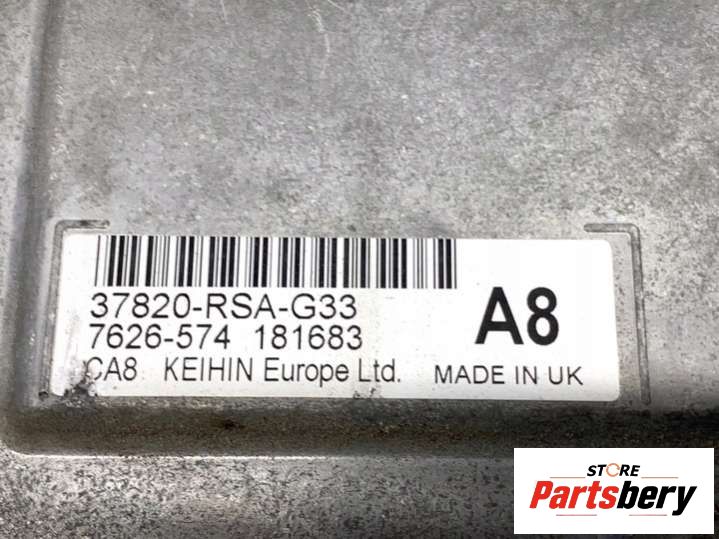 37820-RSA-G33
7626-574 181683
A8
CA8 KEIHIN Europe Ltd. MADE IN UK
STORE
Partsbery